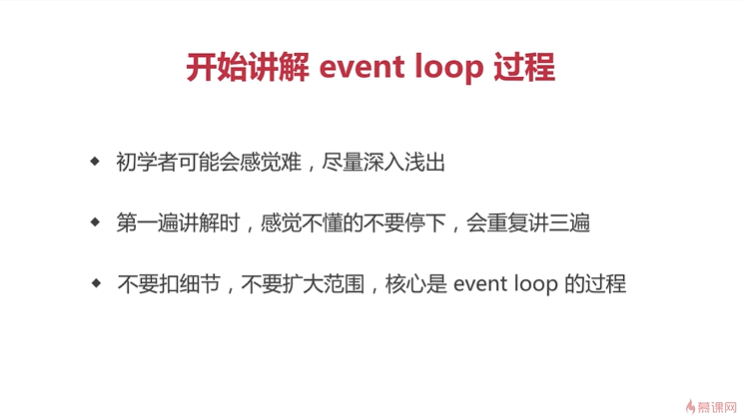 开始讲解 event loop 过程
初学者可能会感觉难，尽量深入浅出
第一遍讲解时，感觉不懂的不要停下，会重复讲三遍
不要扣细节，不要扩大范围，核心是 event loop 的过程
慕课网